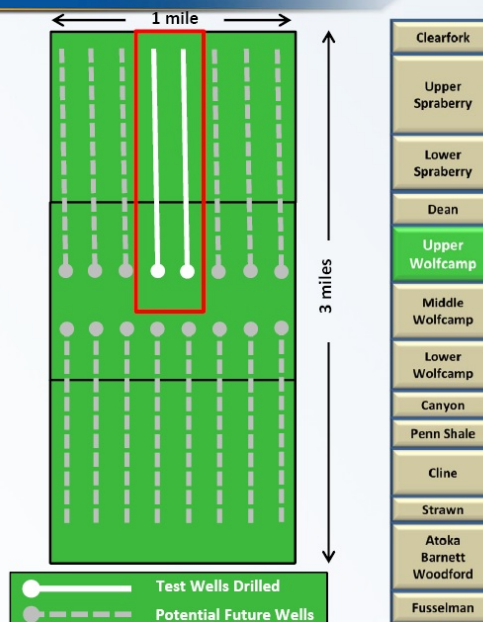 1 mile
3 miles
Test Wells Drilled
Potential Future Wells
Clearfork
Upper
Spraberry
Lower
Spraberry
Dean
Upper
Wolfcamp
Middle
Wolfcamp
Lower
Wolfcamp
Canyon
Penn Shale
Cline
Strawn
Atoka
Barnett
Woodford
Fusselman